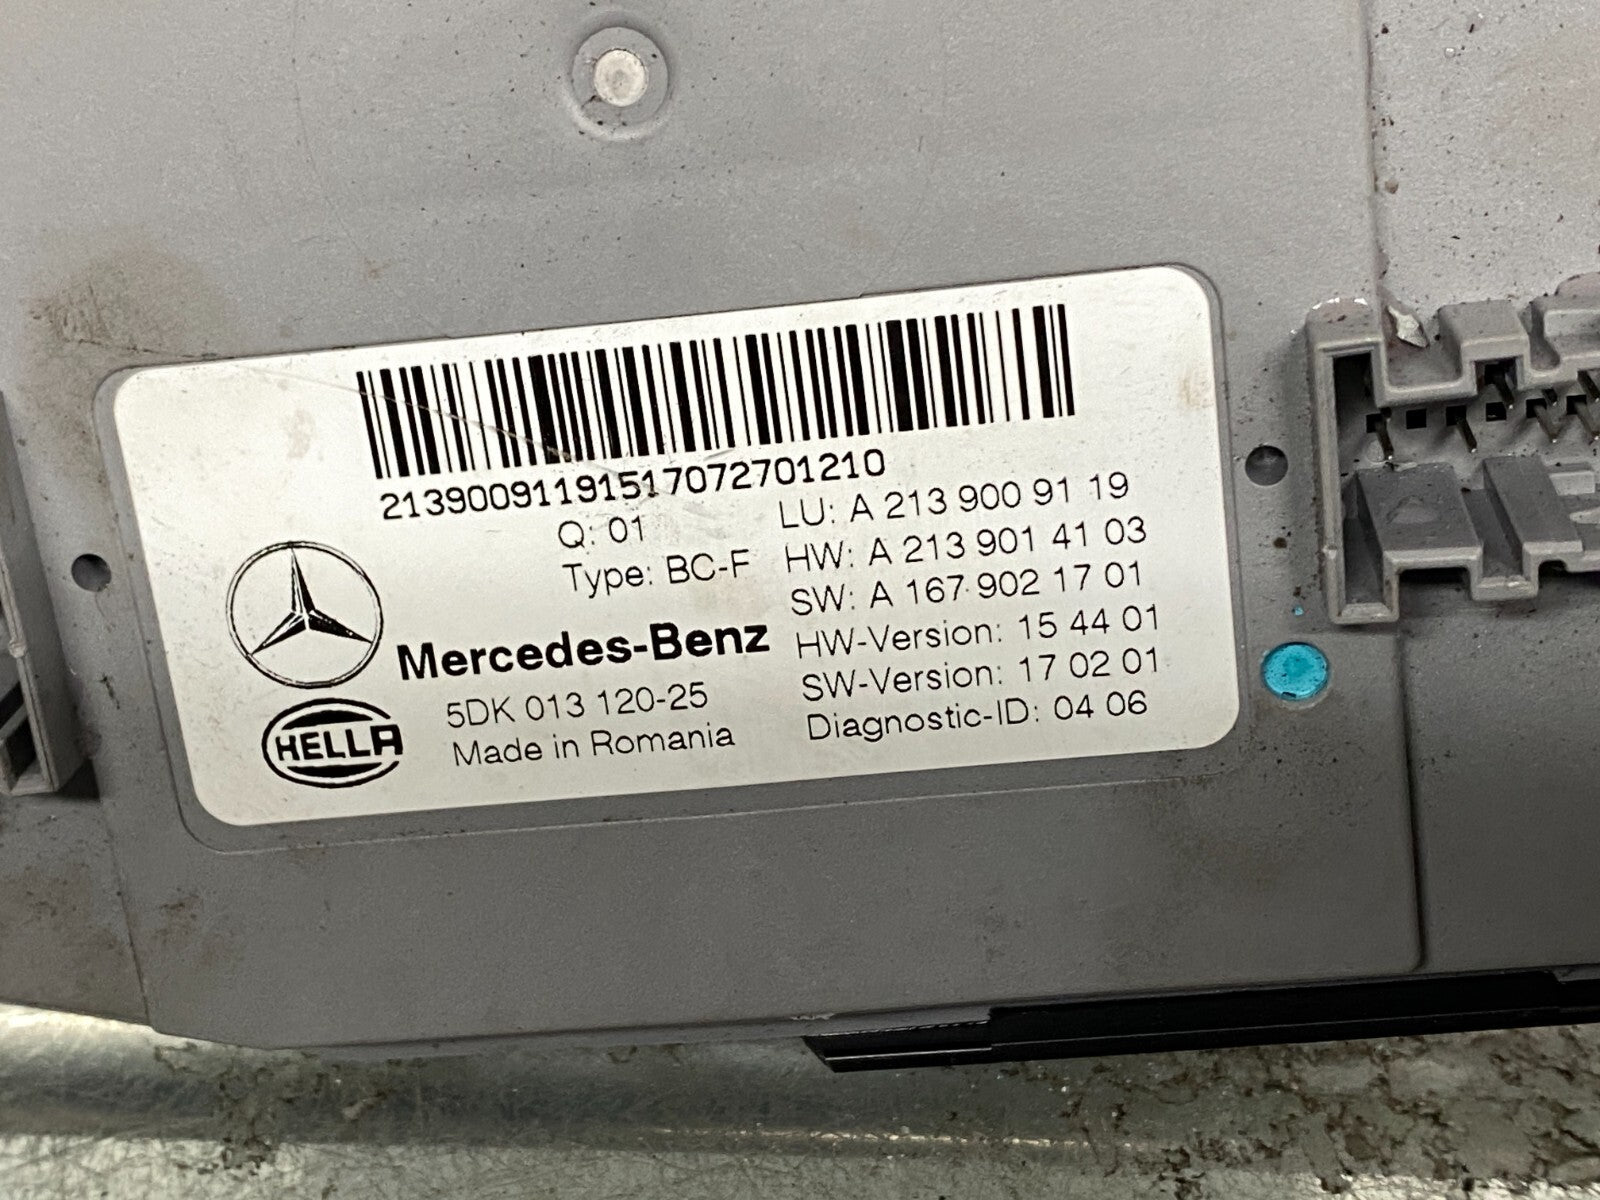 21390091191517072701210
Q: 01
Type: BC-F
Mercedes-Benz
HELLA
5DK 013 120-25
Made in Romania
LU: A 213 900 91 19
HW: A 213 901 41 03
SW: A 167 902 17 01
HW-Version: 15 44 01
SW-Version: 17 02 01
Diagnostic-ID: 04 06